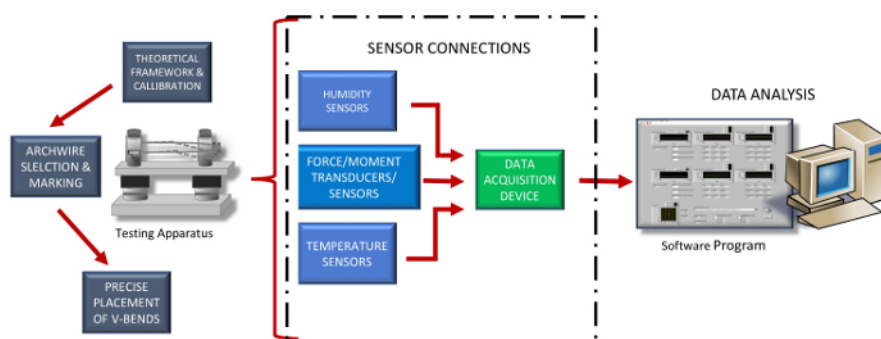 THEORETICAL
FRAMEWORK &
CALLIBRATION
ARCHWIRE
SLELCTION &
MARKING
Testing Apparatus
PRECISE
PLACEMENT
OF V-BENDS
SENSOR CONNECTIONS
HUMIDITY
SENSORS
FORCE/MOMENT
TRANSDUCERS/
SENSORS
TEMPERATURE
SENSORS
DATA
ACQUISITION
DEVICE
DATA ANALYSIS
Software Program